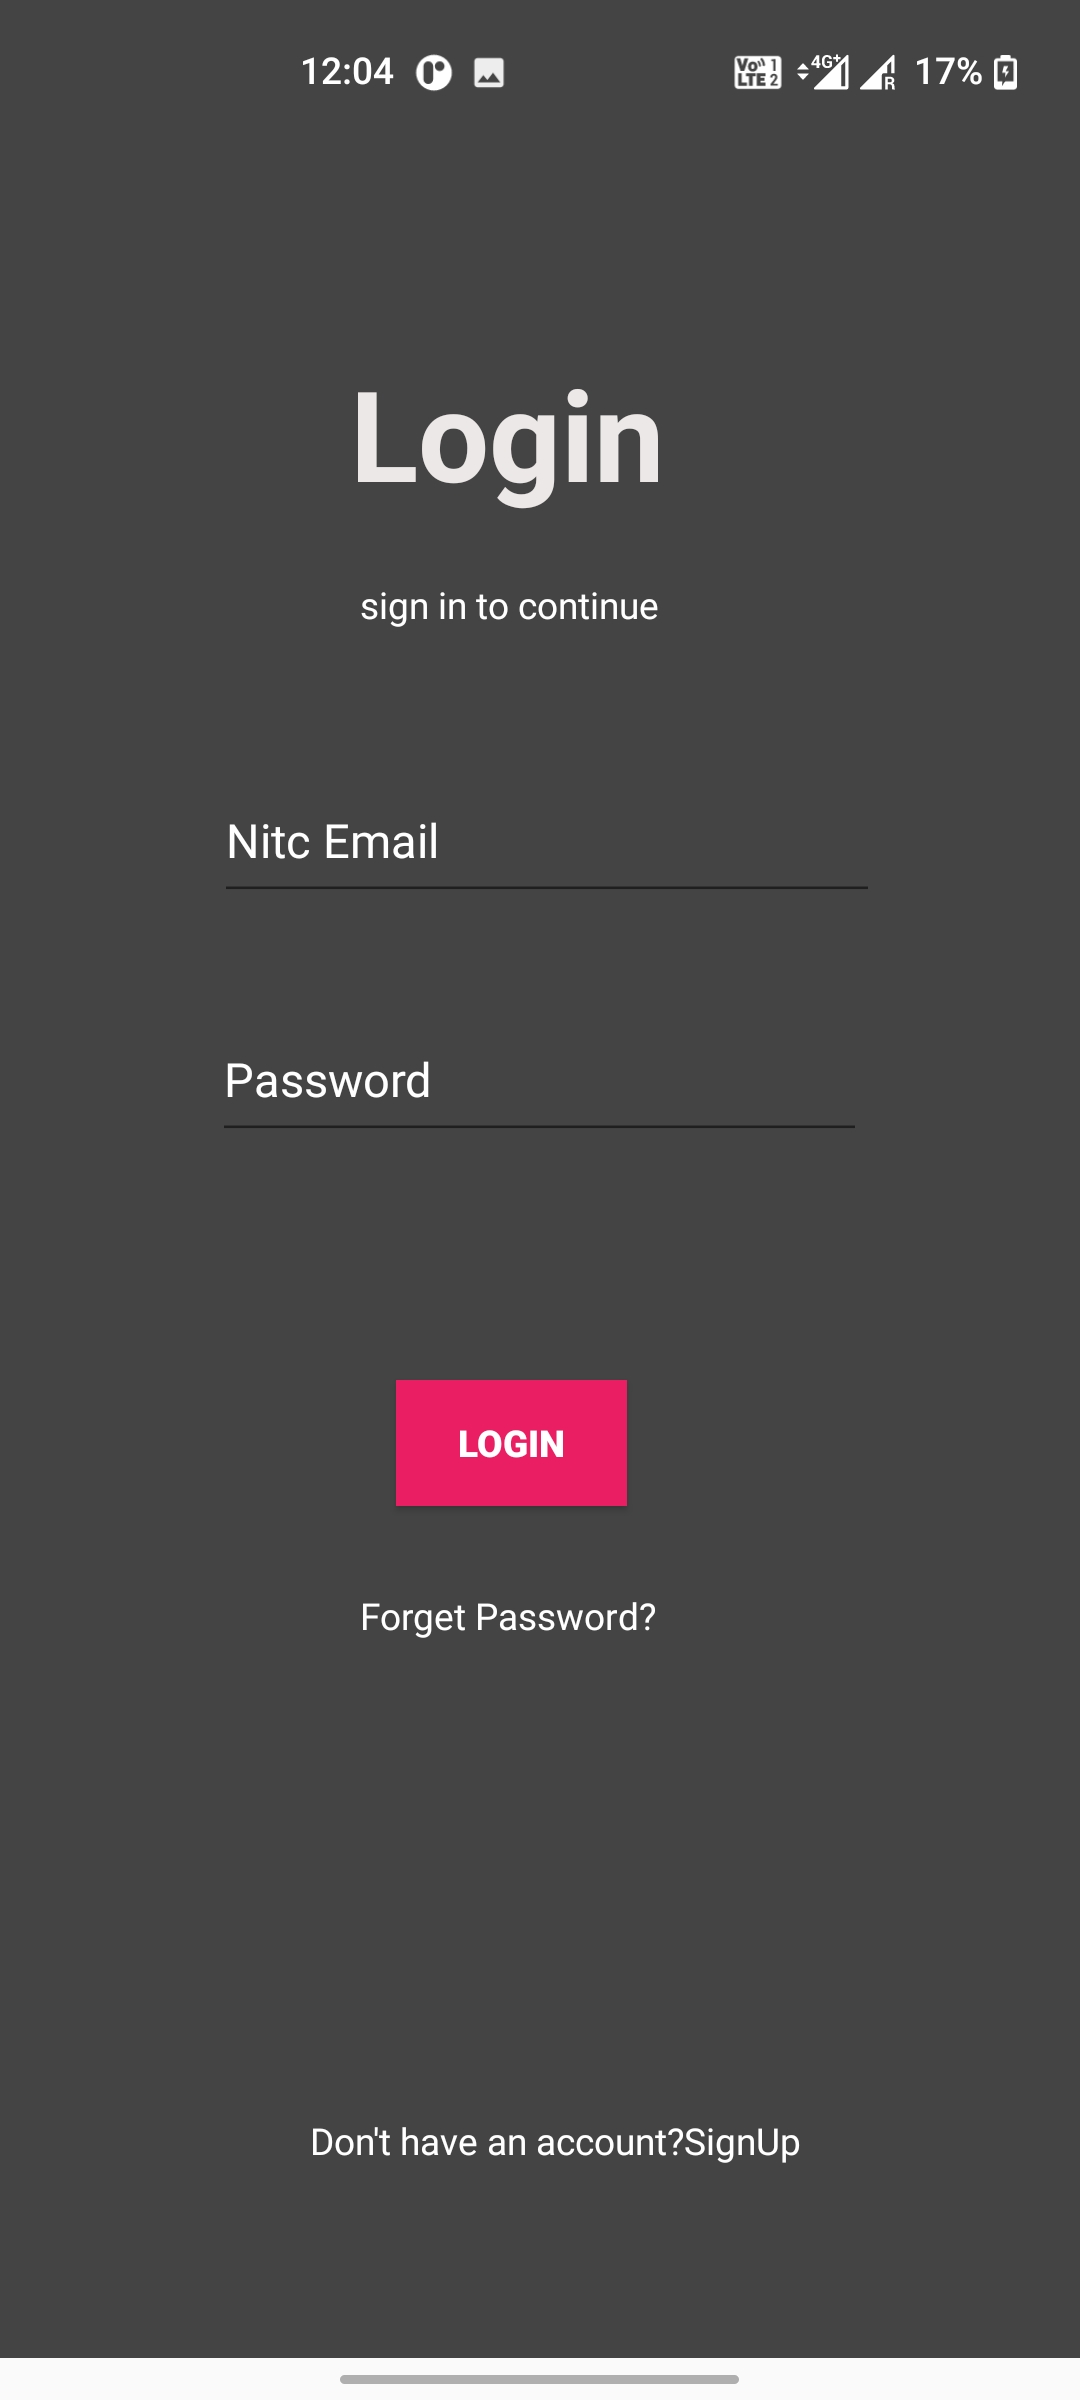 12:04 Vo LTE 1 2 4G+ R 17%
Login
sign in to continue
Nitc Email
Password
LOGIN
Forget Password?
Don't have an account?SignUp